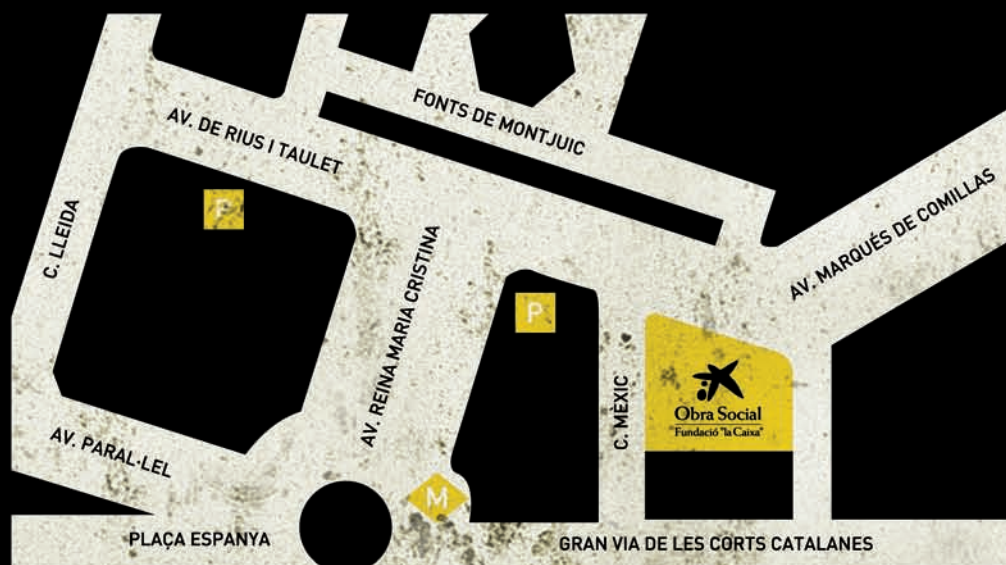 FONTS DE MONTJUIC
AV. DE RIUS I TAULET
AV. MARQUÉS DE COMILLAS
P
C. LLEIDA
AV. REINA MARIA CRISTINA
P
C. MÈXIC
Obra Social
Fundació "la Caixa"
AV. PARAL·LEL
M
PLAÇA ESPANYA
GRAN VIA DE LES CORTS CATALANES